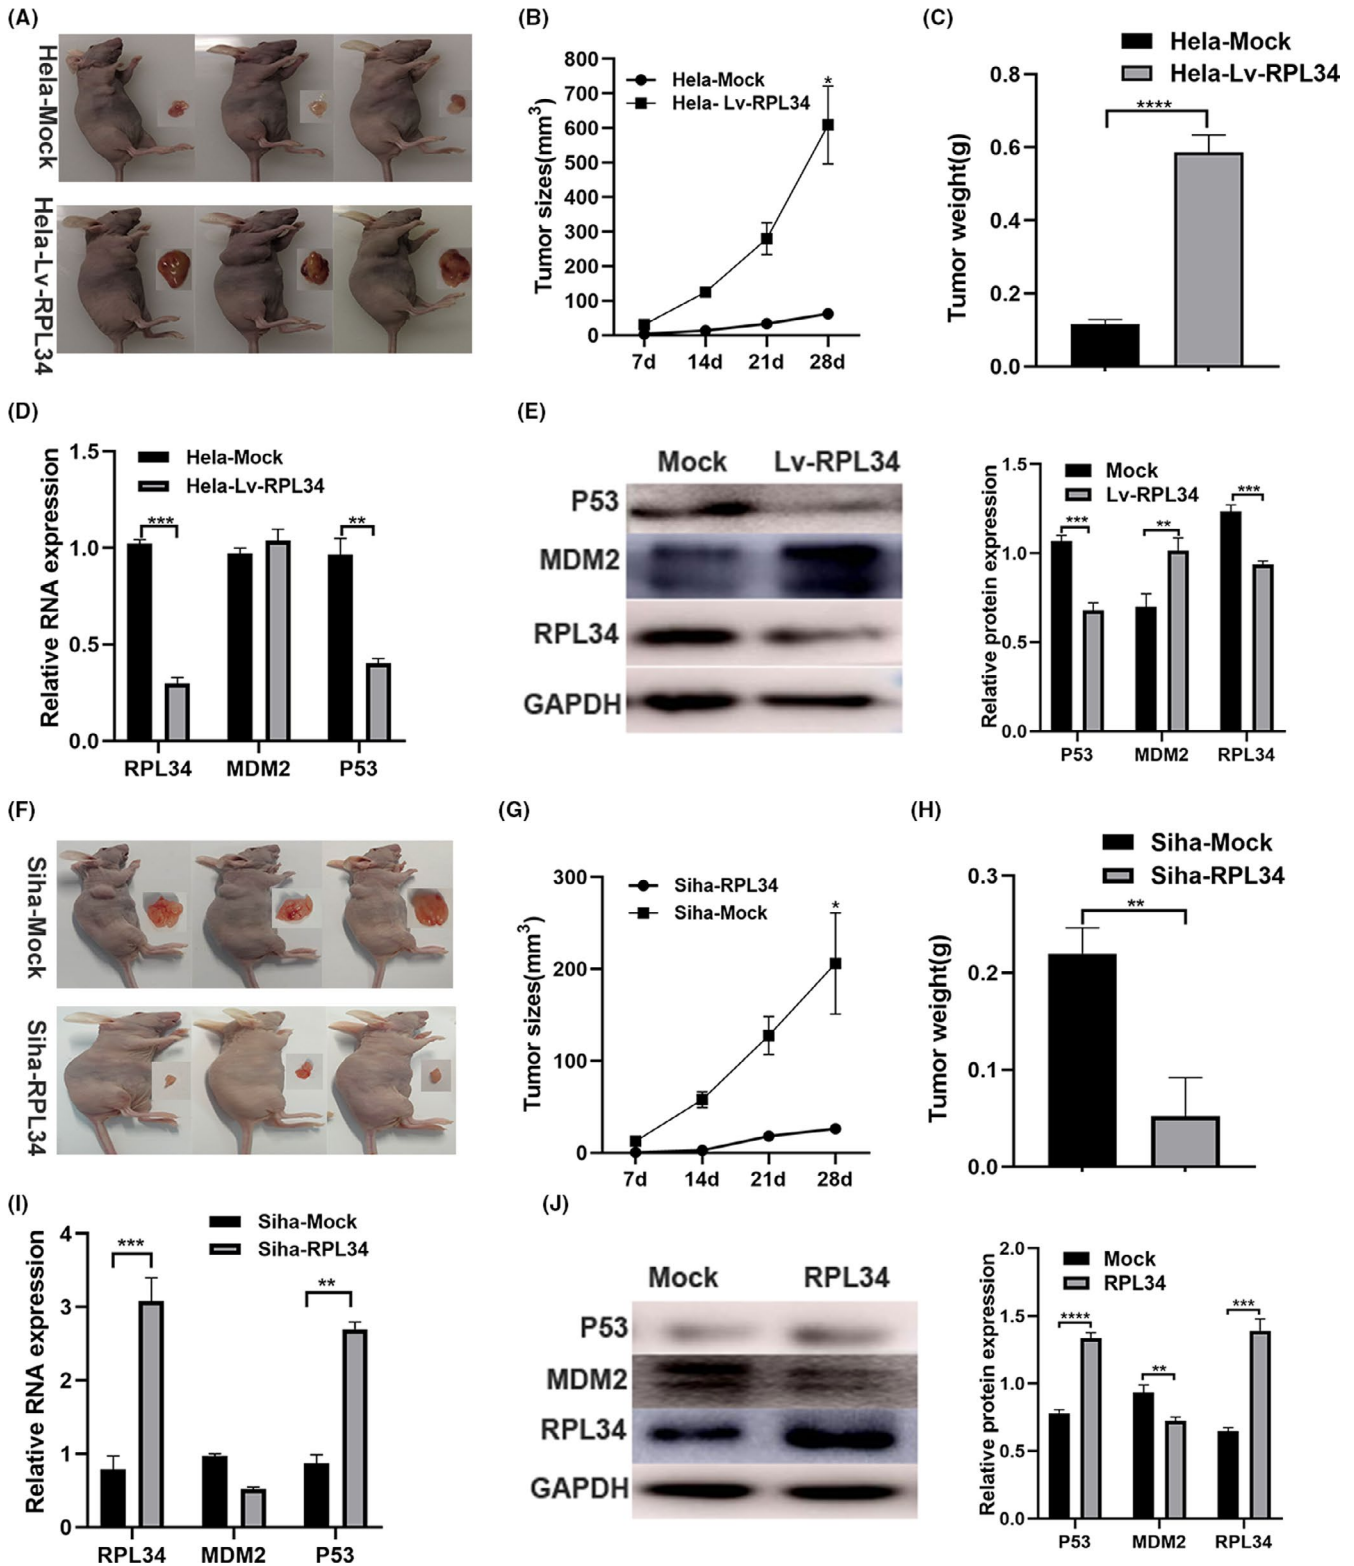 (A)
Hela-Mock
Hela-Lv-RPL34
(B)
Hela-Mock
Hela- Lv-RPL34
Tumor sizes(mm³)
800
700
600
500
400
300
200
100
0
*
7d 14d 21d 28d
(C)
Hela-Mock
Hela-Lv-RPL34
Tumor weight(g)
0.8
0.6
0.4
0.2
0.0
****
(D)
Hela-Mock
Hela-Lv-RPL34
Relative RNA expression
1.5
1.0
0.5
0.0
*** **
RPL34 MDM2 P53
(E)
Mock Lv-RPL34
P53
MDM2
RPL34
GAPDH
Mock
Lv-RPL34
Relative protein expression
1.5
1.0
0.5
0.0
*** ** ***
P53 MDM2 RPL34
(F)
Siha-Mock
Siha-RPL34
(G)
Siha-RPL34
Siha-Mock
Tumor sizes(mm³)
300
200
100
0
*
7d 14d 21d 28d
(H)
Siha-Mock
Siha-RPL34
Tumor weight(g)
0.3
0.2
0.1
0.0
**
(I)
Siha-Mock
Siha-RPL34
Relative RNA expression
4
3
2
1
0
*** **
RPL34 MDM2 P53
(J)
Mock RPL34
P53
MDM2
RPL34
GAPDH
Mock
RPL34
Relative protein expression
2.0
1.5
1.0
0.5
0.0
**** ** ***
P53 MDM2 RPL34